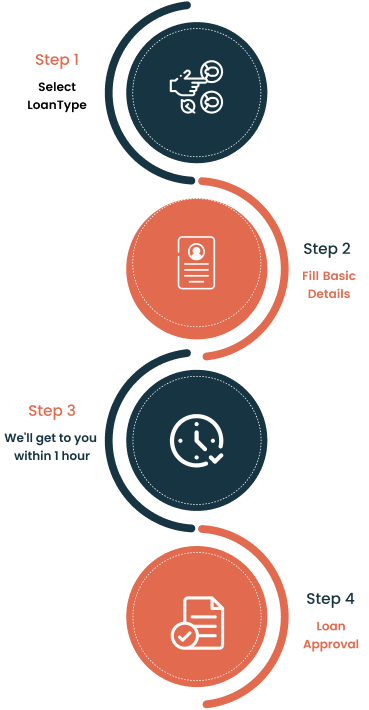 Step 1
Select
LoanType
Step 2
Fill Basic
Details
Step 3
We'll get to you
within 1 hour
Step 4
Loan
Approval